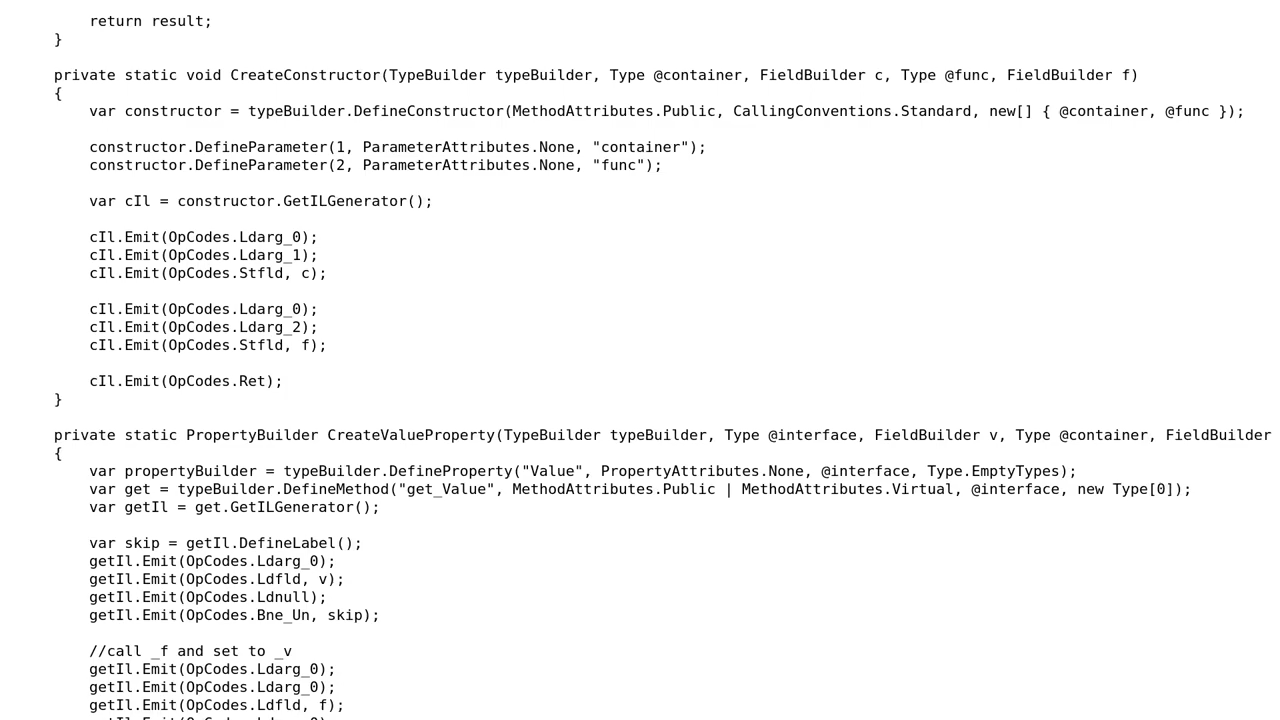 return result;
}
private static void CreateConstructor(TypeBuilder typeBuilder, Type @container, FieldBuilder c, Type @func, FieldBuilder f)
{
var constructor = typeBuilder.DefineConstructor(MethodAttributes.Public, CallingConventions.Standard, new[] { @container, @func });
constructor.DefineParameter(1, ParameterAttributes.None, "container");
constructor.DefineParameter(2, ParameterAttributes.None, "func");
var cIl = constructor.GetILGenerator();
cIl.Emit(OpCodes.Ldarg_0);
cIl.Emit(OpCodes.Ldarg_1);
cIl.Emit(OpCodes.Stfld, c);
cIl.Emit(OpCodes.Ldarg_0);
cIl.Emit(OpCodes.Ldarg_2);
cIl.Emit(OpCodes.Stfld, f);
cIl.Emit(OpCodes.Ret);
}
private static PropertyBuilder CreateValueProperty(TypeBuilder typeBuilder, Type @interface, FieldBuilder v, Type @container, FieldBuilder
{
var propertyBuilder = typeBuilder.DefineProperty("Value", PropertyAttributes.None, @interface, Type.EmptyTypes);
var get = typeBuilder.DefineMethod("get_Value", MethodAttributes.Public | MethodAttributes.Virtual, @interface, new Type[0]);
var getIl = get.GetILGenerator();
var skip = getIl.DefineLabel();
getIl.Emit(OpCodes.Ldarg_0);
getIl.Emit(OpCodes.Ldfld, v);
getIl.Emit(OpCodes.Ldnull);
getIl.Emit(OpCodes.Bne_Un, skip);
//call _f and set to _v
getIl.Emit(OpCodes.Ldarg_0);
getIl.Emit(OpCodes.Ldarg_0);
getIl.Emit(OpCodes.Ldfld, f);